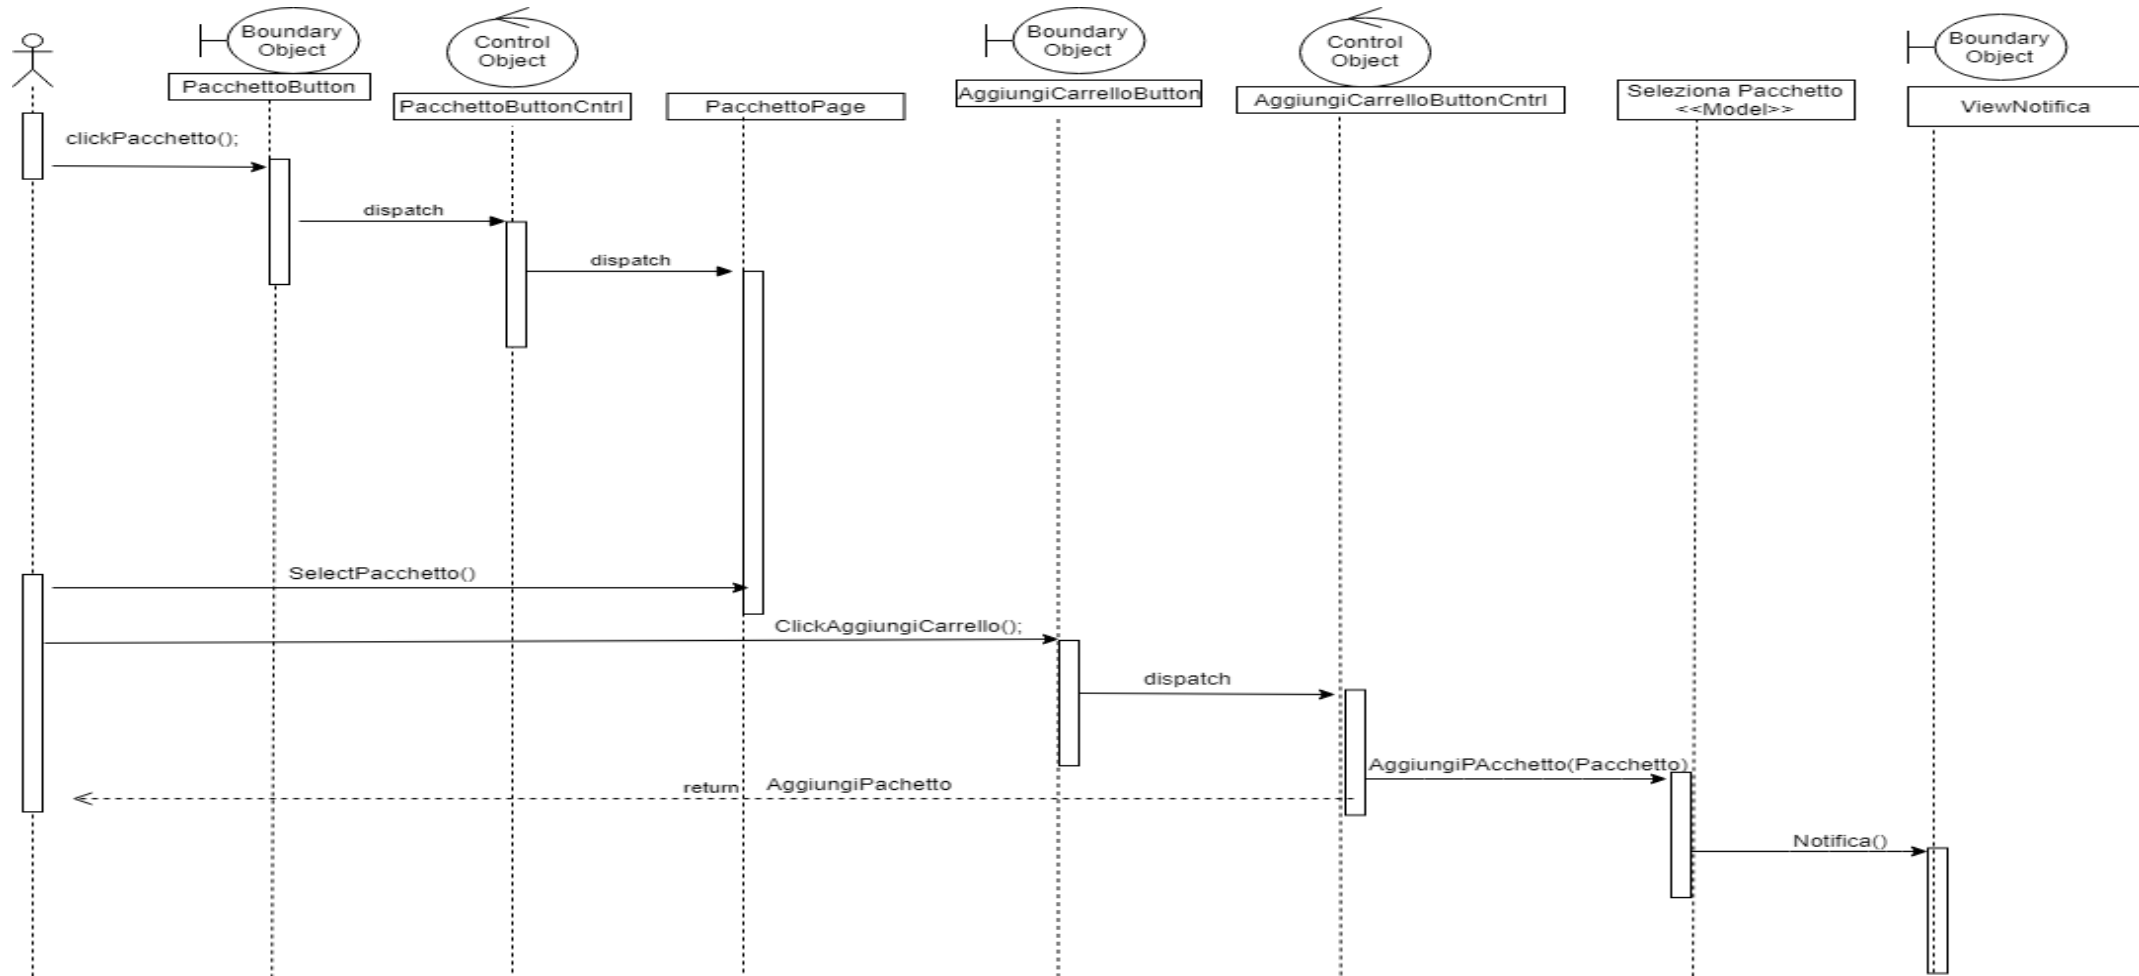 Boundary
Object
PacchettoButton
Control
Object
PacchettoButtonCntrl
PacchettoPage
Boundary
Object
AggiungiCarrelloButton
Control
Object
AggiungiCarrelloButtonCntrl
Seleziona Pacchetto
<<Model>>
Boundary
Object
ViewNotifica
clickPacchetto();
dispatch
dispatch
SelectPacchetto()
ClickAggiungiCarrello();
dispatch
AggiungiPAcchetto(Pacchetto)
return AggiungiPachetto
Notifica()